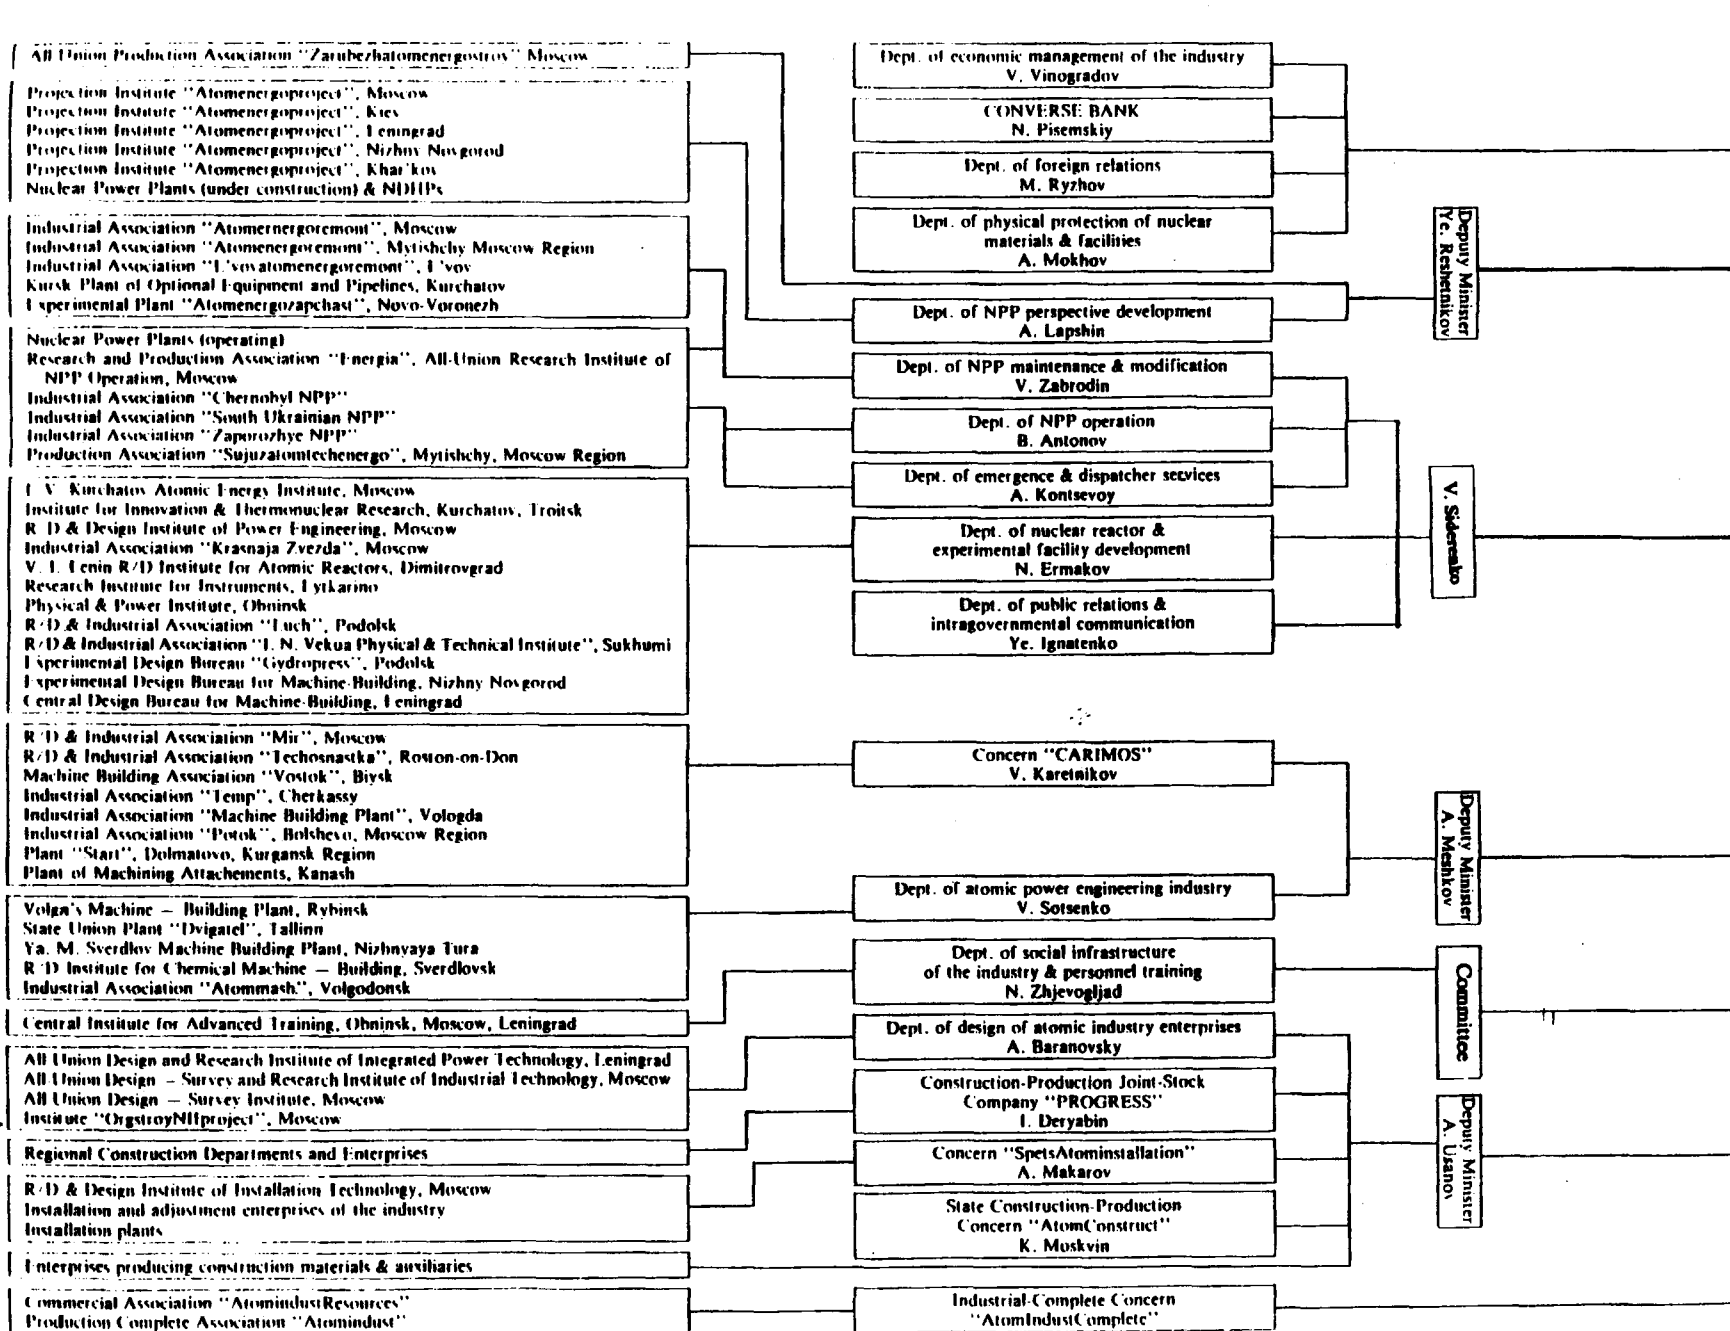 All Union Production Association "Zarubezhatomenergostroy" Moscow
Projection Institute "Atomenergoproject", Moscow
Projection Institute "Atomenergoproject", Kiev
Projection Institute "Atomenergoproject", Leningrad
Projection Institute "Atomenergoproject", Nizhny Novgorod
Projection Institute "Atomenergoproject", Khar'kov
Nuclear Power Plants (under construction) & NDHPs
Industrial Association "Atomernergoremont", Moscow
Industrial Association "Atomenergoremont", Mytishchy Moscow Region
Industrial Association "L'vovatomenergoremont", L'vov
Kursk Plant of Optional Equipment and Pipelines, Kurchatov
Experimental Plant "Atomenergozapchast", Novo-Voronezh
Nuclear Power Plants (operating)
Research and Production Association "Energia", All-Union Research Institute of
NPP Operation, Moscow
Industrial Association "Chernobyl NPP"
Industrial Association "South Ukrainian NPP"
Industrial Association "Zaporozhye NPP"
Production Association "Sujuzatomtechenergo", Mytishchy, Moscow Region
I. V. Kurchatov Atomic Energy Institute, Moscow
Institute for Innovation & Thermonuclear Research, Kurchatov, Troitsk
R/D & Design Institute of Power Engineering, Moscow
Industrial Association "Krasnaja Zvezda", Moscow
V. I. Lenin R/D Institute for Atomic Reactors, Dimitrovgrad
Research Institute for Instruments, Lytkarino
Physical & Power Institute, Obninsk
R/D & Industrial Association "Luch", Podolsk
R/D & Industrial Association "I. N. Vekua Physical & Technical Institute", Sukhumi
Experimental Design Bureau "Gydropress", Podolsk
Experimental Design Bureau for Machine-Building, Nizhny Novgorod
Central Design Bureau for Machine-Building, Leningrad
R/D & Industrial Association "Mir", Moscow
R/D & Industrial Association "Techosnastka", Roston-on-Don
Machine Building Association "Vostok", Biysk
Industrial Association "Temp", Cherkassy
Industrial Association "Machine Building Plant", Vologda
Industrial Association "Potok", Bolshevo, Moscow Region
Plant "Start", Dolmatovo, Kurgansk Region
Plant of Machining Attachements, Kanash
Volga's Machine – Building Plant, Rybinsk
State Union Plant "Dvigatel", Tallinn
Ya. M. Sverdlov Machine Building Plant, Nizhnyaya Tura
R/D Institute for Chemical Machine – Building, Sverdlovsk
Industrial Association "Atommash", Volgodonsk
Central Institute for Advanced Training, Obninsk, Moscow, Leningrad
All Union Design and Research Institute of Integrated Power Technology, Leningrad
All-Union Design – Survey and Research Institute of Industrial Technology, Moscow
All Union Design – Survey Institute, Moscow
Institute "OrgstroyNIIproject", Moscow
Regional Construction Departments and Enterprises
R/D & Design Institute of Installation Technology, Moscow
Installation and adjustment enterprises of the industry
Installation plants
Enterprises producing construction materials & auxiliaries
Commercial Association "AtomindustResources"
Production Complete Association "Atomindust"
Dept. of economic management of the industry
V. Vinogradov
CONVERSE BANK
N. Pisemskiy
Dept. of foreign relations
M. Ryzhov
Dept. of physical protection of nuclear
materials & facilities
A. Mokhov
Dept. of NPP perspective development
A. Lapshin
Dept. of NPP maintenance & modification
V. Zabrodin
Dept. of NPP operation
B. Antonov
Dept. of emergence & dispatcher services
A. Kontsevoy
Dept. of nuclear reactor &
experimental facility development
N. Ermakov
Dept. of public relations &
intragovernmental communication
Ye. Ignatenko
Concern "CARIMOS"
V. Karetnikov
Dept. of atomic power engineering industry
V. Sotsenko
Dept. of social infrastructure
of the industry & personnel training
N. Zhjevogljad
Dept. of design of atomic industry enterprises
A. Baranovsky
Construction-Production Joint-Stock
Company "PROGRESS"
I. Deryabin
Concern "SpetsAtominstallation"
A. Makarov
State Construction-Production
Concern "AtomConstruct"
K. Moskvin
Industrial-Complete Concern
"AtomIndustComplete"
Deputy Minister
Ye. Reshetnikov
V. Siderenko
Deputy Minister
A. Meshkov
Committee
Deputy Minister
A. Usanov